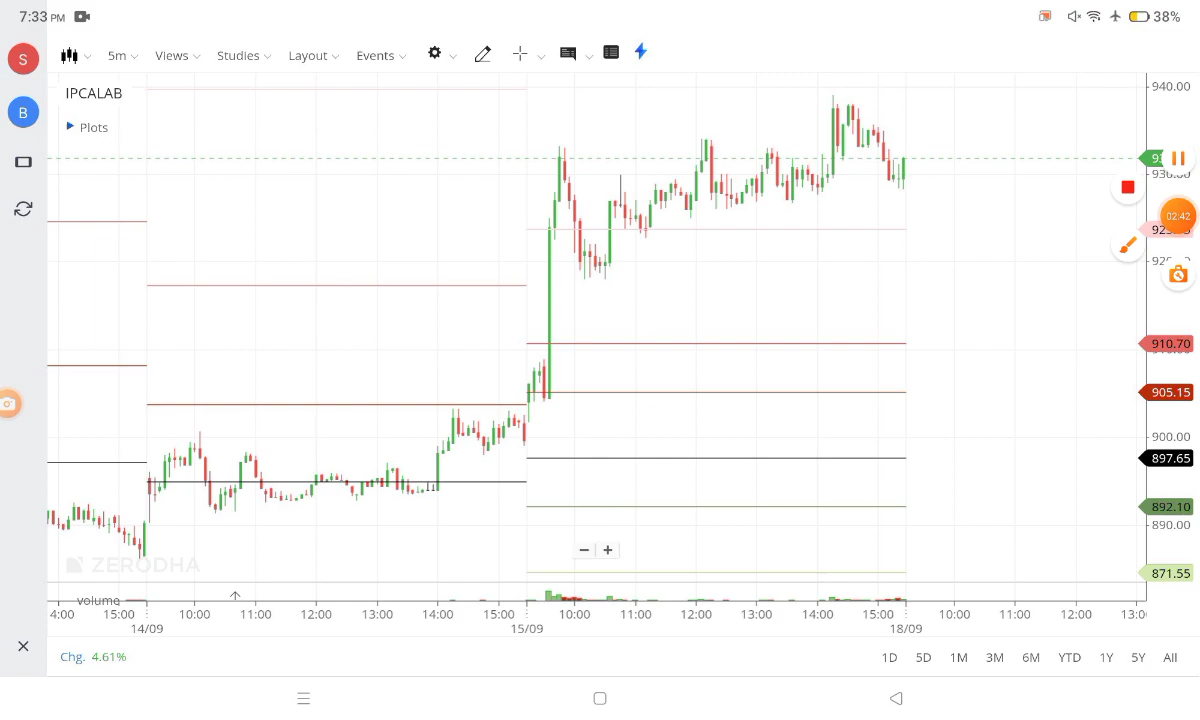 7:33 PM
38%
S
5m Views Studies Layout Events
B
IPCALAB
Plots
940.00
02:42
910.70
905.15
900.00
897.65
892.10
890.00
871.55
ZERODHA
volume
15:00 10:00 11:00 12:00 13:00 14:00 15:00 10:00 11:00 12:00 13:00 14:00 15:00 10:00 11:00 12:00
14/09 15/09 18/09
Chg. 4.61%
1D 5D 1M 3M 6M YTD 1Y 5Y All